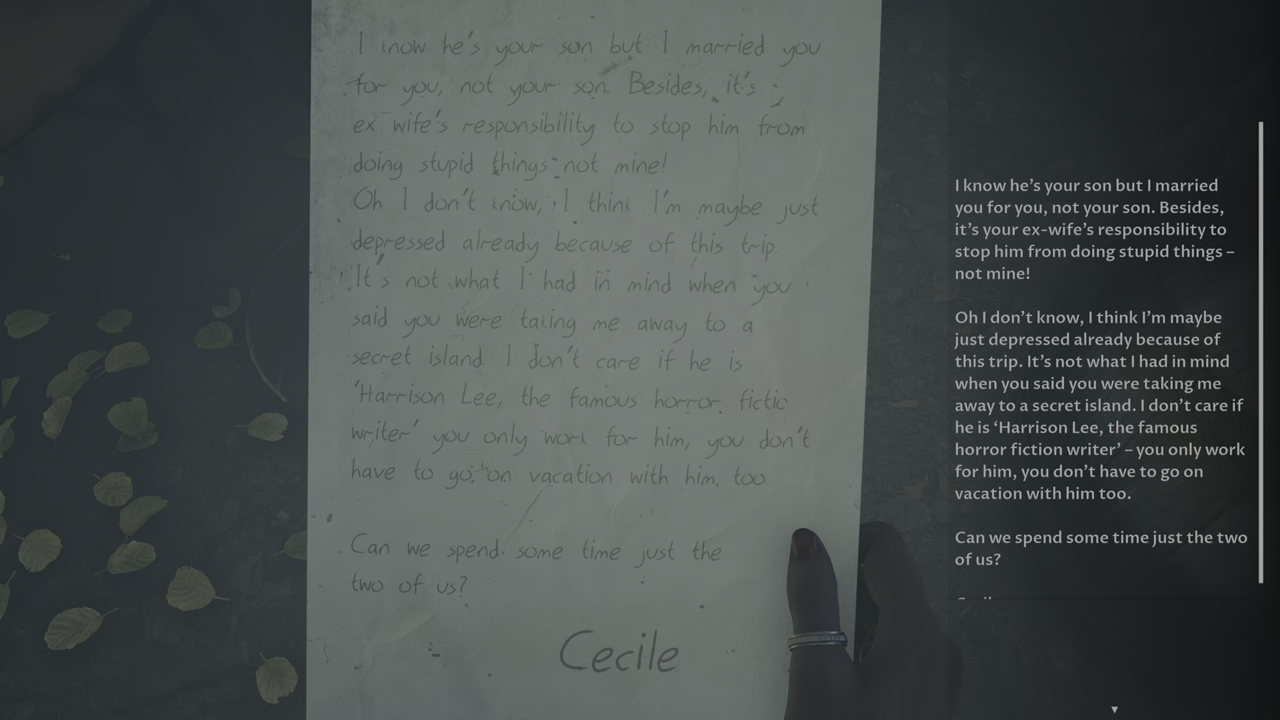 I know he's your son but I married you
for you, not your son. Besides, it's
ex wife's responsibility to stop him from
doing stupid things - not mine!
Oh I don't know, I think I'm maybe just
depressed already because of this trip.
It's not what I had in mind when you
said you were taking me away to a
secret island. I don't care if he is
'Harrison Lee, the famous horror fictio
writer' you only work for him, you don't
have to go on vacation with him, too.
Can we spend some time just the
two of us?
Cecile
I know he's your son but I married
you for you, not your son. Besides,
it's your ex-wife's responsibility to
stop him from doing stupid things –
not mine!
Oh I don't know, I think I'm maybe
just depressed already because of
this trip. It's not what I had in mind
when you said you were taking me
away to a secret island. I don't care if
he is 'Harrison Lee, the famous
horror fiction writer' – you only work
for him, you don't have to go on
vacation with him too.
Can we spend some time just the two
of us?